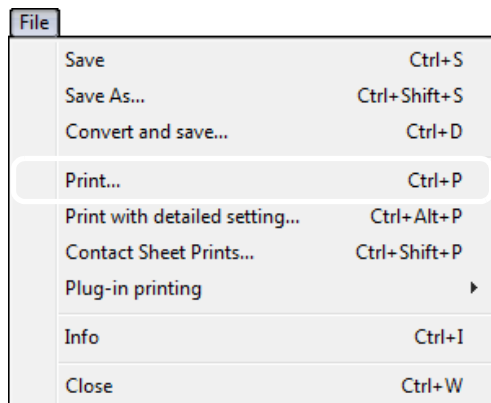 File
Save Ctrl+S
Save As... Ctrl+Shift+S
Convert and save... Ctrl+D
Print... Ctrl+P
Print with detailed setting... Ctrl+Alt+P
Contact Sheet Prints... Ctrl+Shift+P
Plug-in printing
Info Ctrl+I
Close Ctrl+W